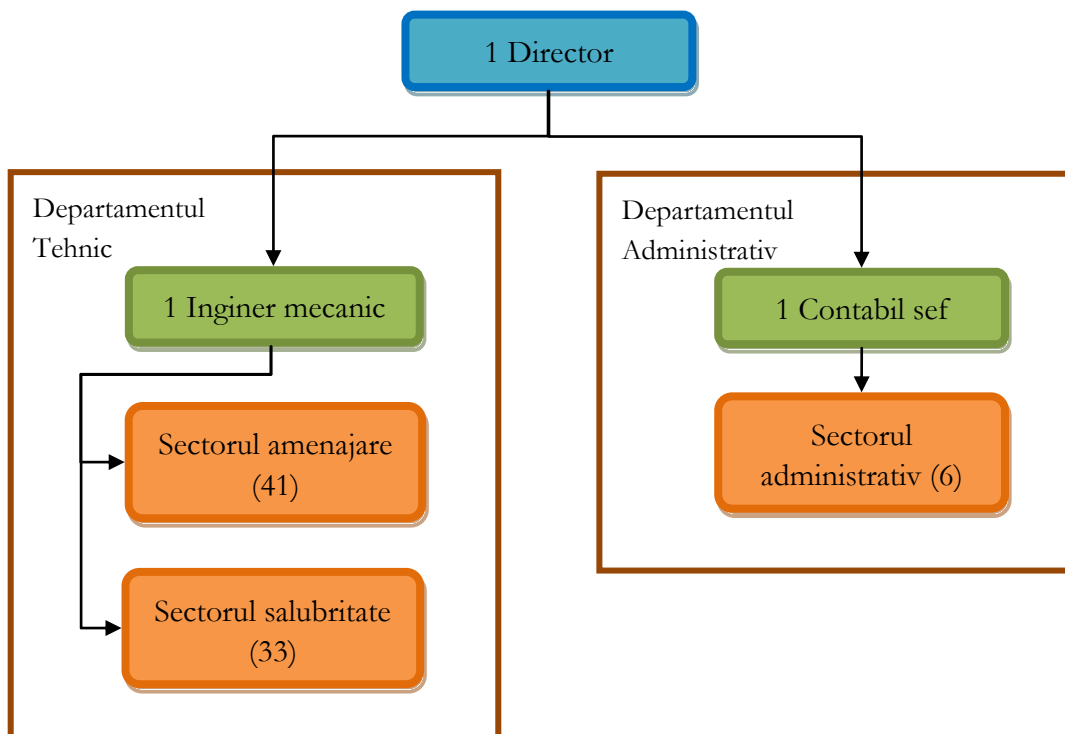 1 Director
Departamentul
Tehnic
1 Inginer mecanic
Sectorul amenajare
(41)
Sectorul salubritate
(33)
Departamentul
Administrativ
1 Contabil sef
Sectorul
administrativ (6)